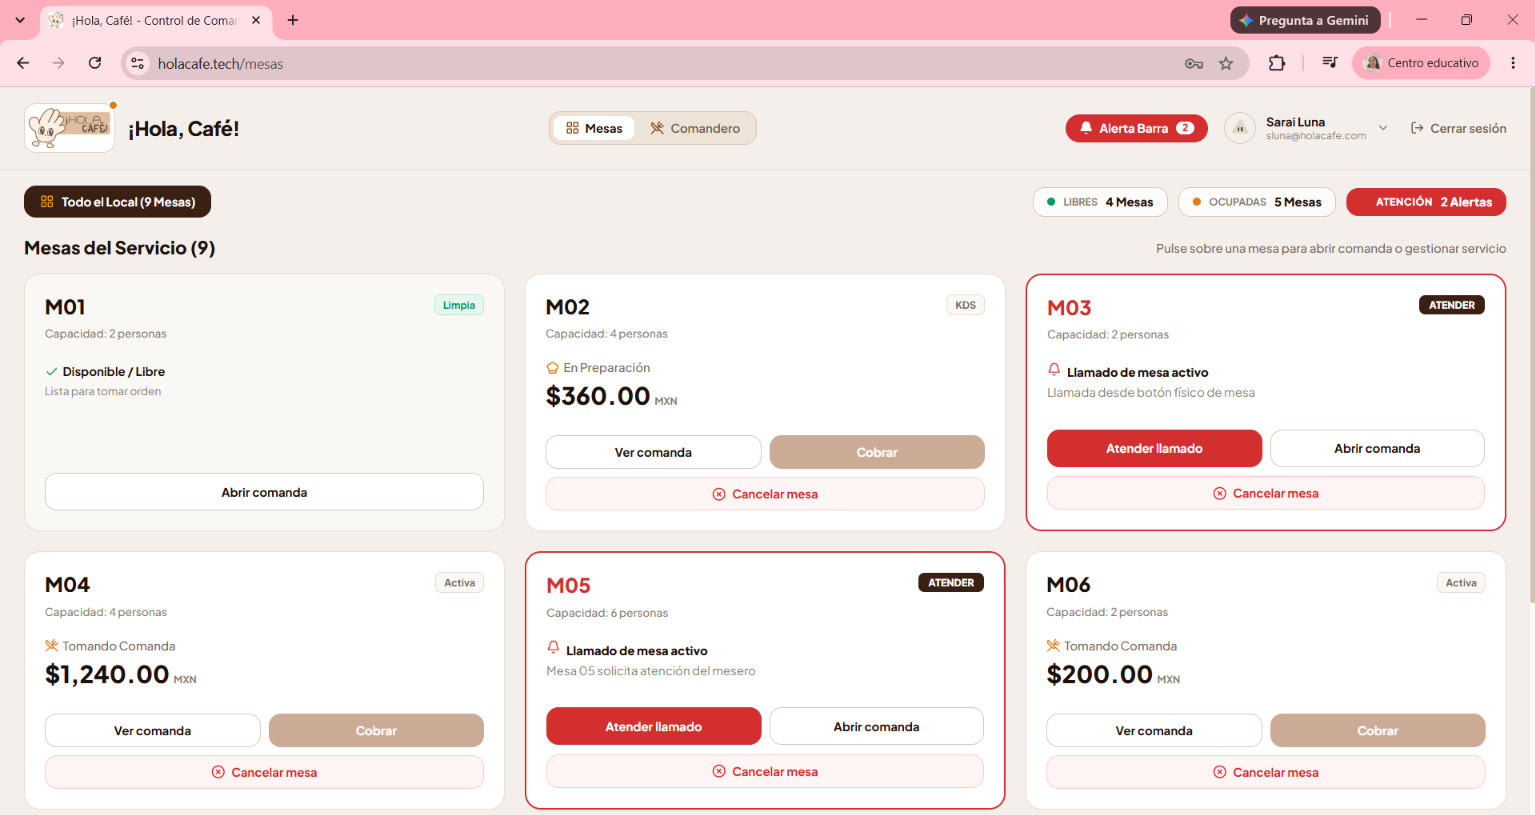 ¡Hola, Café! - Control de Comar
Pregunta a Gemini
holacafe.tech/mesas
Centro educativo
¡HOLA, CAFÉ!
¡Hola, Café!
Mesas
Comandero
Alerta Barra 2
Sarai Luna
sluna@holacafe.com
Cerrar sesión
Todo el Local (9 Mesas)
LIBRES 4 Mesas
OCUPADAS 5 Mesas
ATENCIÓN 2 Alertas
Mesas del Servicio (9)
Pulse sobre una mesa para abrir comanda o gestionar servicio
M01
Limpia
Capacidad: 2 personas
Disponible / Libre
Lista para tomar orden
Abrir comanda
M02
KDS
Capacidad: 4 personas
En Preparación
$360.00 MXN
Ver comanda
Cobrar
Cancelar mesa
M03
ATENDER
Capacidad: 2 personas
Llamado de mesa activo
Llamada desde botón físico de mesa
Atender llamado
Abrir comanda
Cancelar mesa
M04
Activa
Capacidad: 4 personas
Tomando Comanda
$1,240.00 MXN
Ver comanda
Cobrar
Cancelar mesa
M05
ATENDER
Capacidad: 6 personas
Llamado de mesa activo
Mesa 05 solicita atención del mesero
Atender llamado
Abrir comanda
Cancelar mesa
M06
Activa
Capacidad: 2 personas
Tomando Comanda
$200.00 MXN
Ver comanda
Cobrar
Cancelar mesa